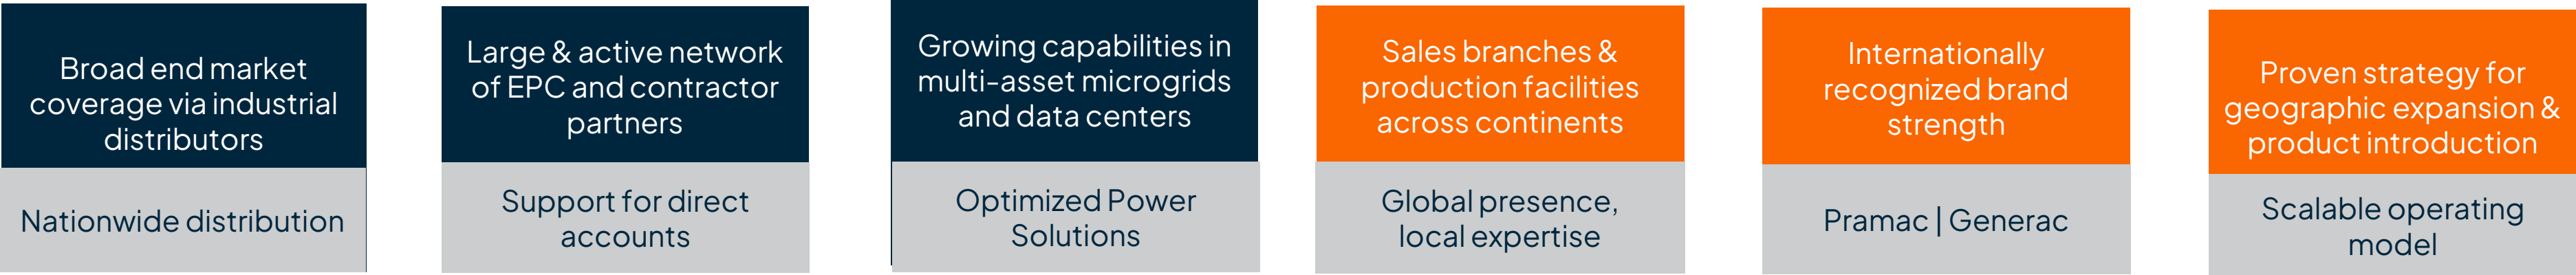 Broad end market
coverage via industrial
distributors
Nationwide distribution
Large & active network
of EPC and contractor
partners
Support for direct
accounts
Growing capabilities in
multi-asset microgrids
and data centers
Optimized Power
Solutions
Sales branches &
production facilities
across continents
Global presence,
local expertise
Internationally
recognized brand
strength
Pramac | Generac
Proven strategy for
geographic expansion &
product introduction
Scalable operating
model